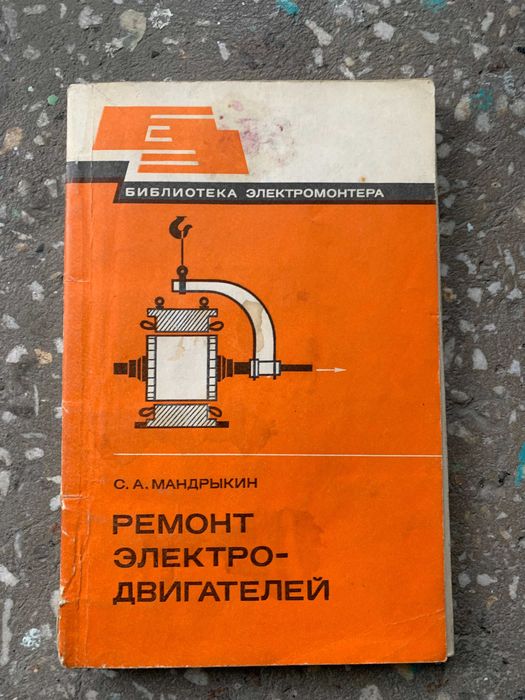 БИБЛИОТЕКА ЭЛЕКТРОМОНТЕРА
С. А. МАНДРЫКИН
РЕМОНТ
ЭЛЕКТРО-
ДВИГАТЕЛЕЙ